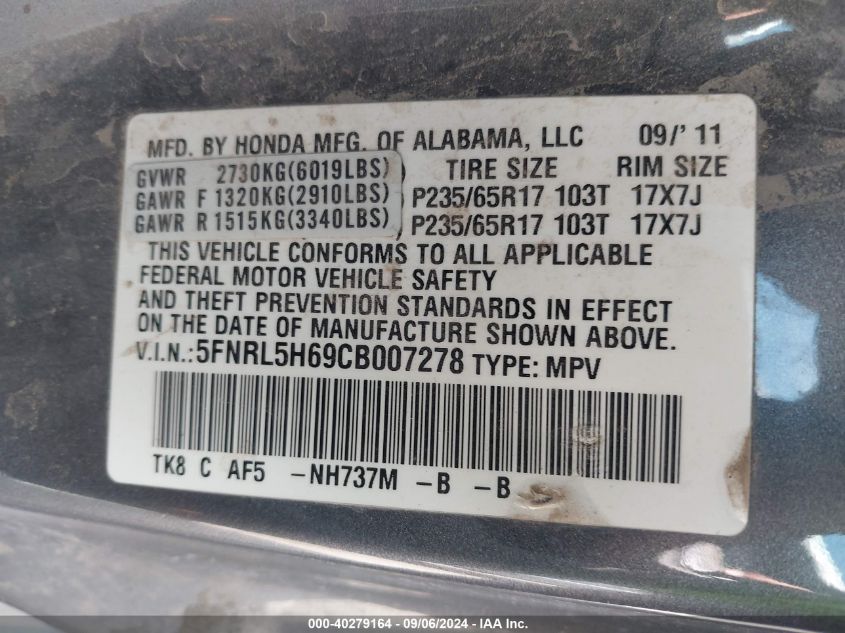 MFD. BY HONDA MFG. OF ALABAMA, LLC 09/' 11
GVWR 2730KG(6019LBS) TIRE SIZE RIM SIZE
GAWR F 1320KG(2910LBS) P235/65R17 103T 17X7J
GAWR R 1515KG(3340LBS) P235/65R17 103T 17X7J
THIS VEHICLE CONFORMS TO ALL APPLICABLE
FEDERAL MOTOR VEHICLE SAFETY
AND THEFT PREVENTION STANDARDS IN EFFECT
ON THE DATE OF MANUFACTURE SHOWN ABOVE.
V.I.N.:5FNRL5H69CB007278 TYPE: MPV
TK8 C AF5 -NH737M -B -B
000-40279164 - 09/06/2024 - IAA Inc.